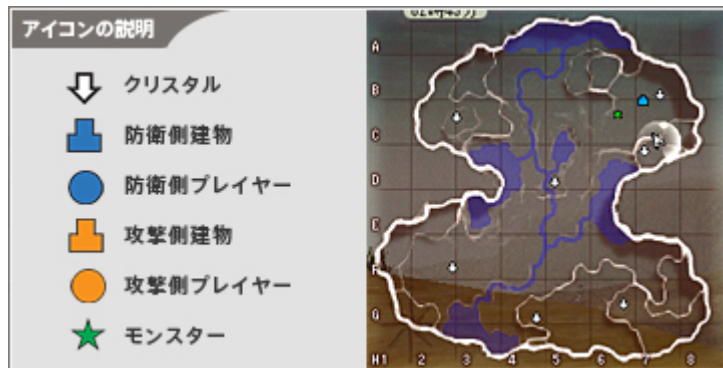 アイコンの説明
クリスタル
防衛側建物
防衛側プレイヤー
攻撃側建物
攻撃側プレイヤー
モンスター
A
B
C
D
E
F
G
H1 2 3 4 5 6 7 8